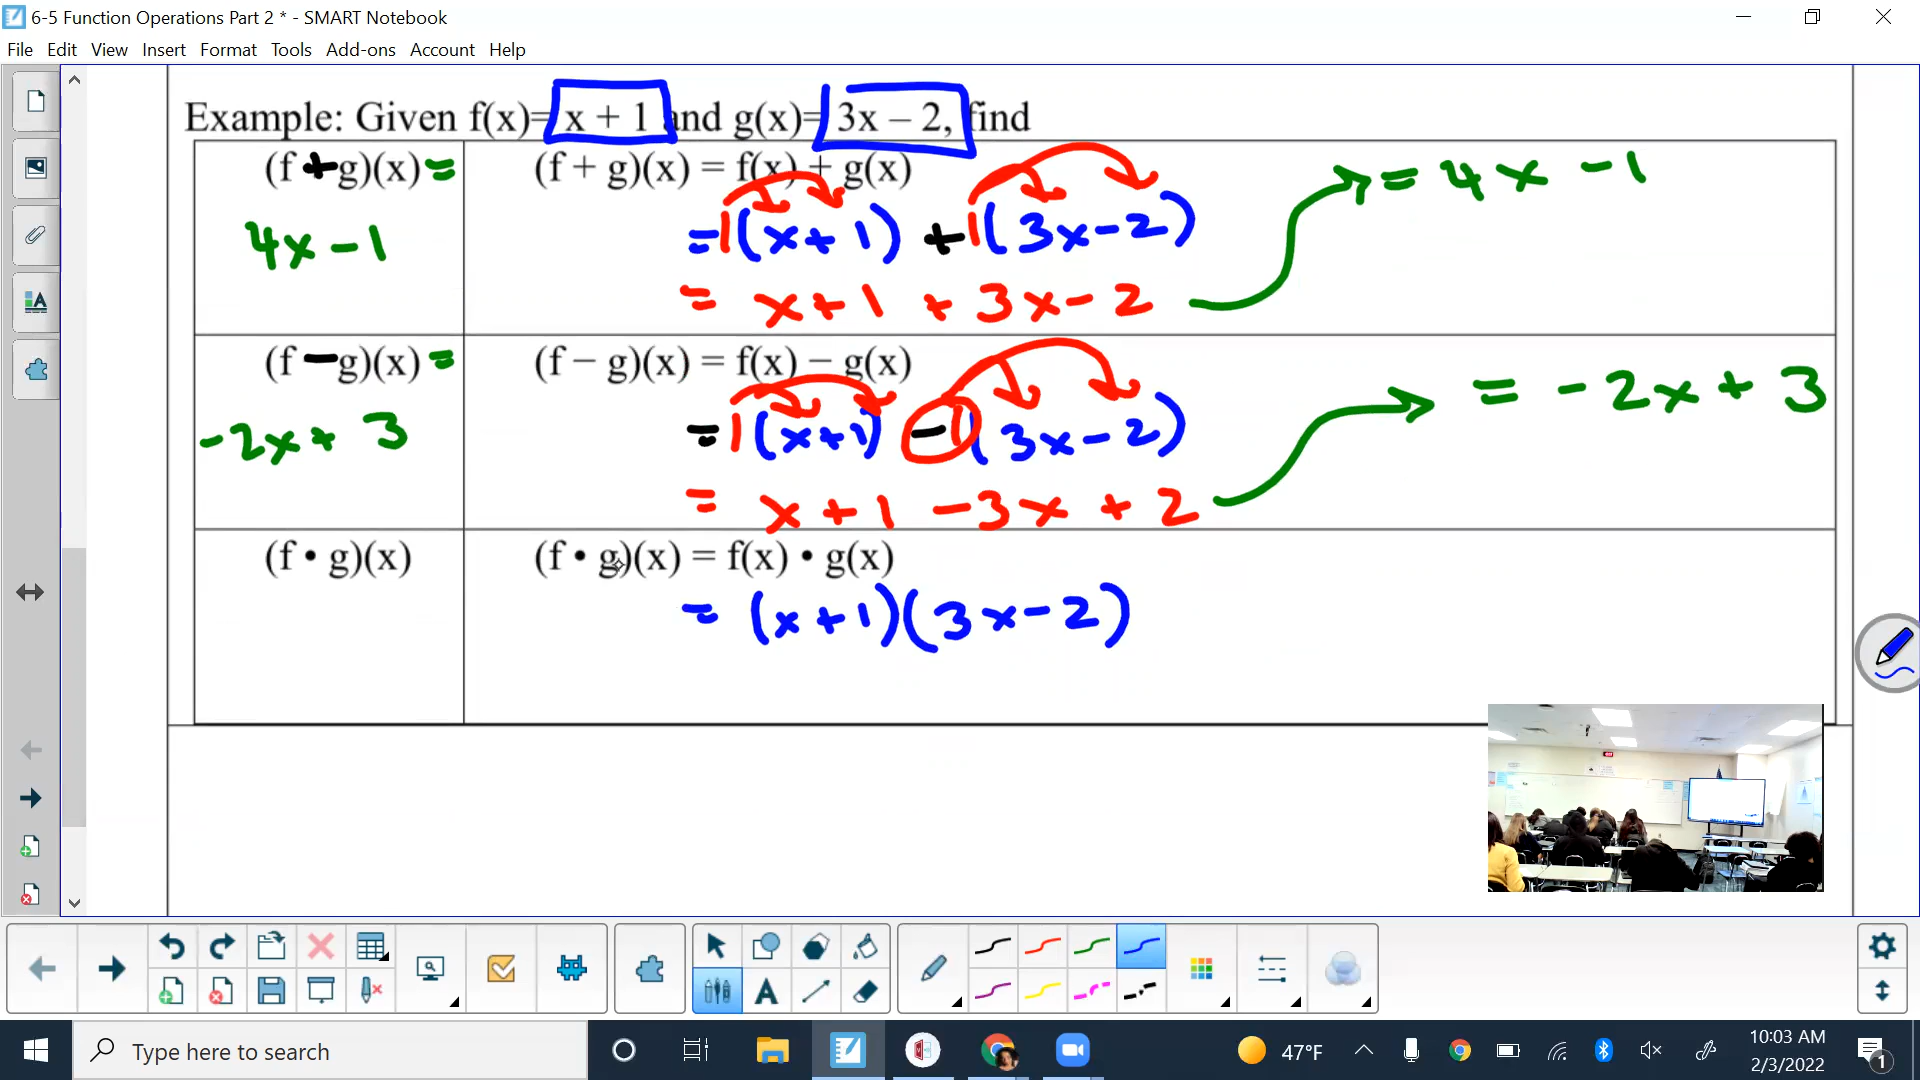 6-5 Function Operations Part 2 * - SMART Notebook
File Edit View Insert Format Tools Add-ons Account Help
Example: Given f(x)= x + 1 and g(x)= 3x – 2, find
(f + g)(x) =
4x - 1
(f + g)(x) = f(x) + g(x)
= 1(x + 1) + 1(3x - 2)
= x + 1 + 3x - 2
= 4x - 1
(f – g)(x) =
-2x + 3
(f – g)(x) = f(x) – g(x)
= 1(x + 1) - 1(3x - 2)
= x + 1 - 3x + 2
= -2x + 3
(f • g)(x)
(f • g)(x) = f(x) • g(x)
= (x + 1)(3x - 2)
Type here to search
47°F
10:03 AM
2/3/2022
1